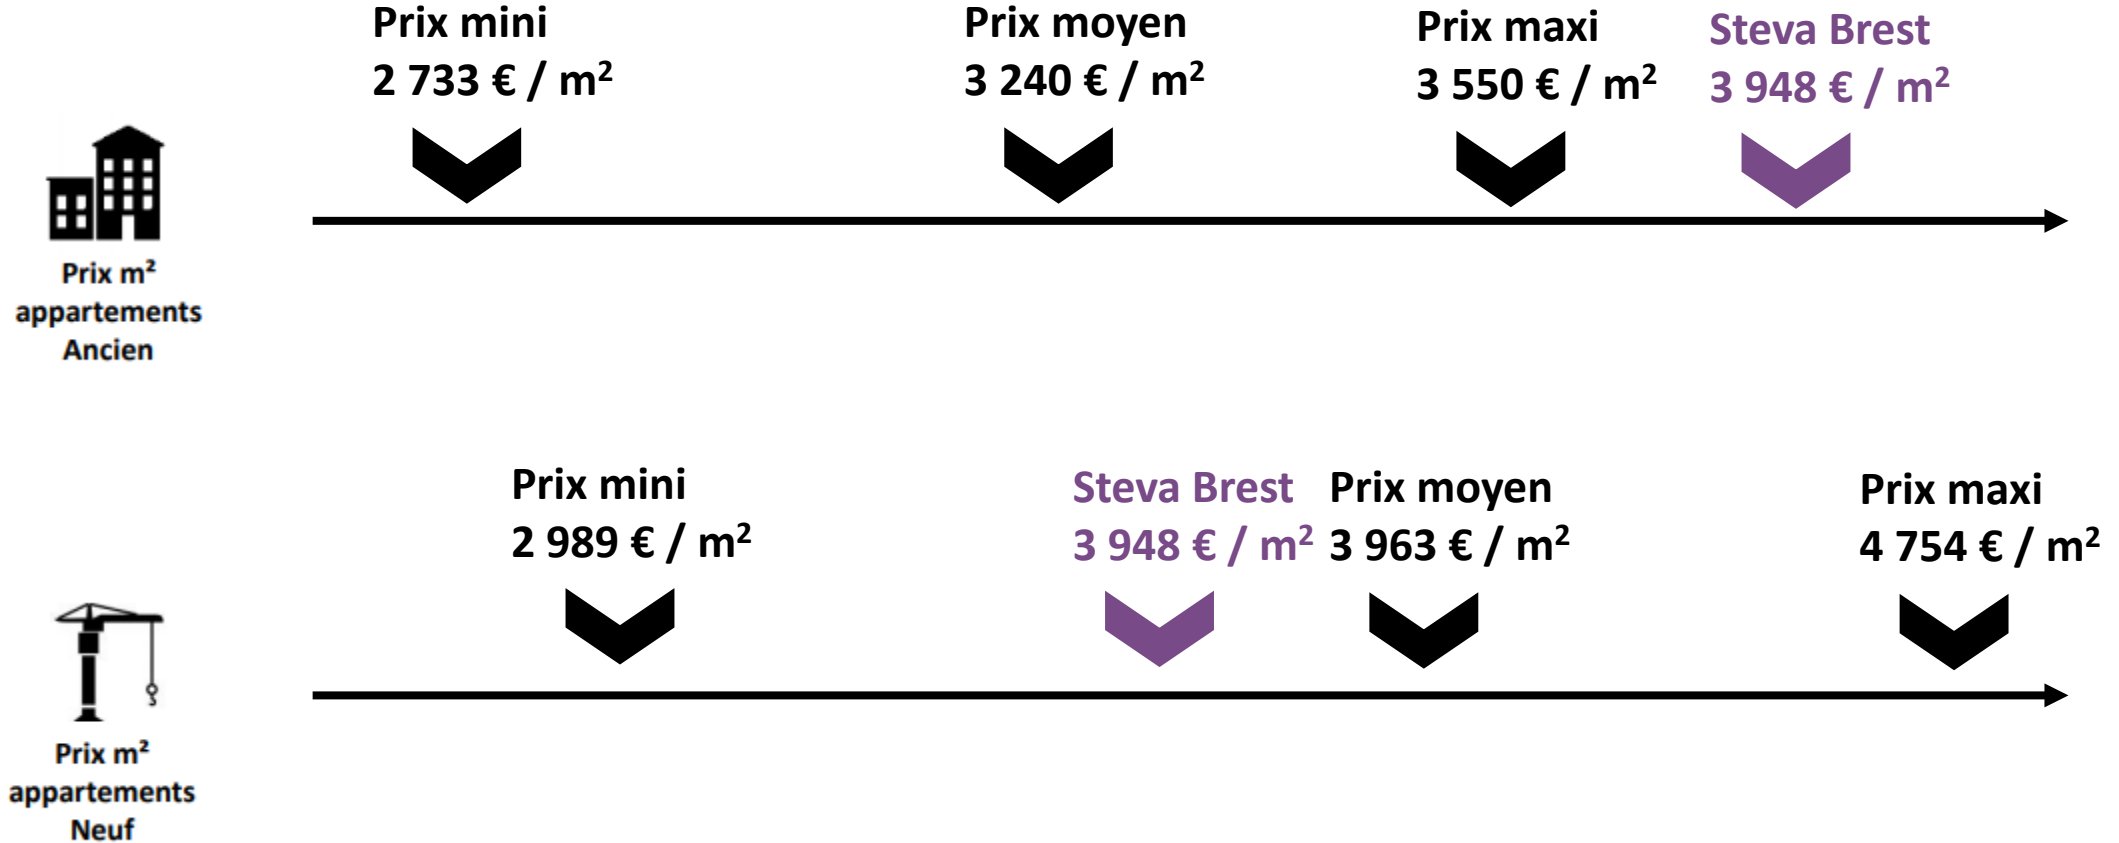 Prix mini
2 733 € / m²
Prix moyen
3 240 € / m²
Prix maxi
3 550 € / m²
Steva Brest
3 948 € / m²
Prix m²
appartements
Ancien
Prix mini
2 989 € / m²
Steva Brest
3 948 € / m²
Prix moyen
3 963 € / m²
Prix maxi
4 754 € / m²
Prix m²
appartements
Neuf